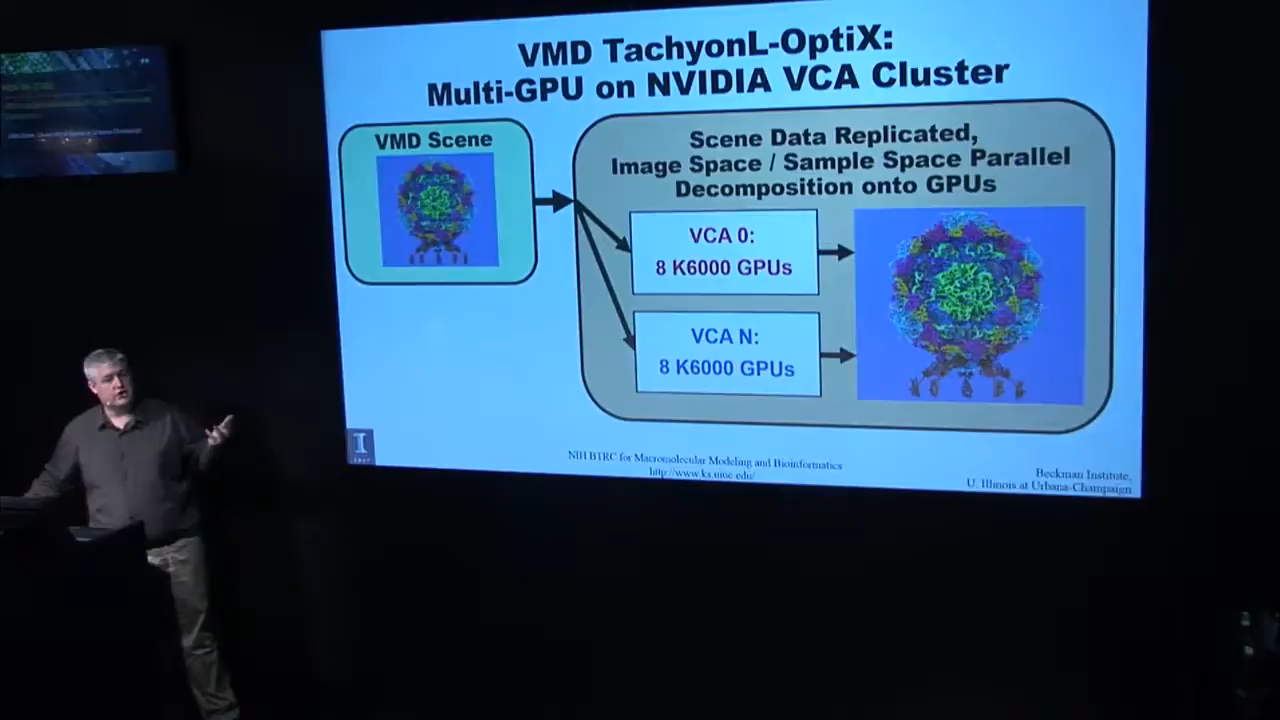 VMD TachyonL-OptiX:
Multi-GPU on NVIDIA VCA Cluster
VMD Scene
Scene Data Replicated,
Image Space / Sample Space Parallel
Decomposition onto GPUs
VCA 0:
8 K6000 GPUs
VCA N:
8 K6000 GPUs
I
NIH BTRC for Macromolecular Modeling and Bioinformatics
http://www.ks.uiuc.edu/
Beckman Institute,
U. Illinois at Urbana-Champaign